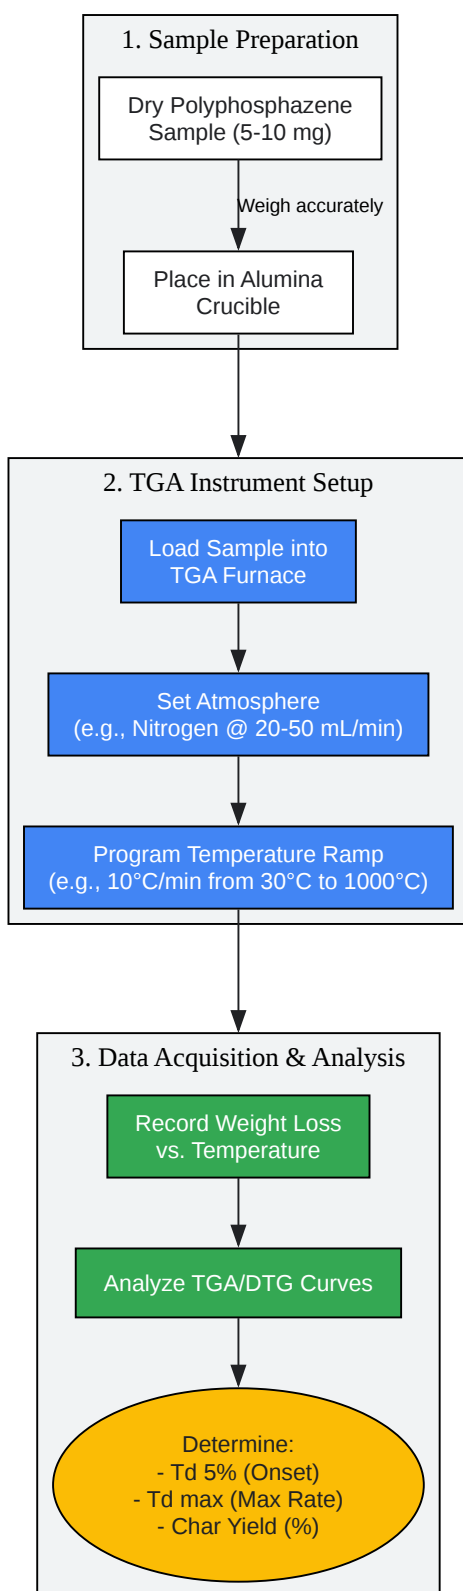 1. Sample Preparation
Dry Polyphosphazene
Sample (5-10 mg)
Weigh accurately
Place in Alumina
Crucible
2. TGA Instrument Setup
Load Sample into
TGA Furnace
Set Atmosphere
(e.g., Nitrogen @ 20-50 mL/min)
Program Temperature Ramp
(e.g., 10°C/min from 30°C to 1000°C)
3. Data Acquisition & Analysis
Record Weight Loss
vs. Temperature
Analyze TGA/DTG Curves
Determine:
- Td 5% (Onset)
- Td max (Max Rate)
- Char Yield (%)